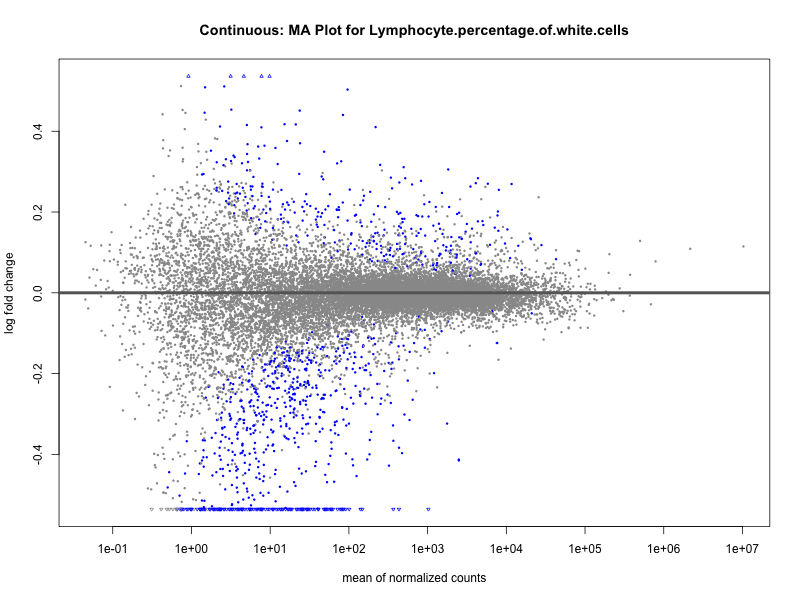 Continuous: MA Plot for Lymphocyte.percentage.of.white.cells
0.4
0.2
0.0
-0.2
-0.4
log fold change
1e-01 1e+00 1e+01 1e+02 1e+03 1e+04 1e+05 1e+06 1e+07
mean of normalized counts